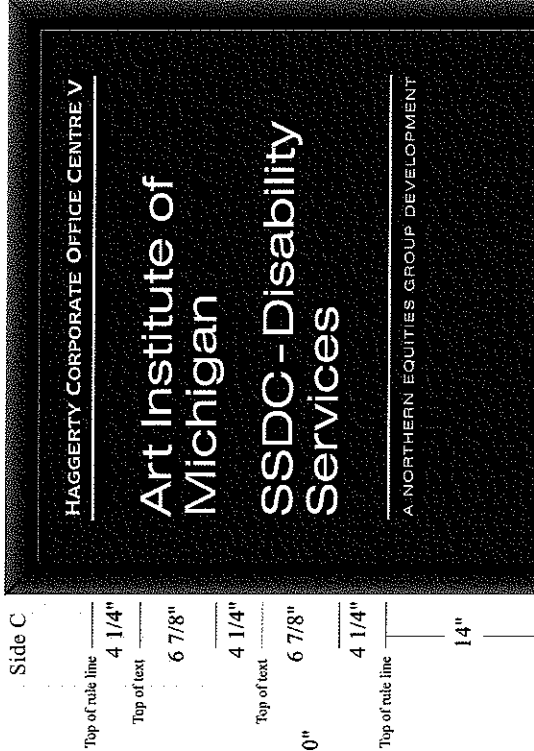 Side C
HAGGERTY CORPORATE OFFICE CENTRE V
Top of rule line
4 1/4"
Top of text
Art Institute of
Michigan
6 7/8"
4 1/4"
Top of text
SSDC-Disability
Services
6 7/8"
0"
4 1/4"
Top of rule line
A NORTHERN EQUITIES GROUP DEVELOPMENT
14"